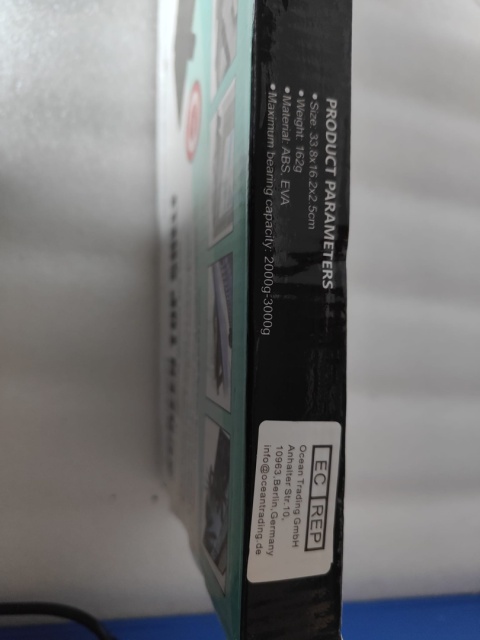 PRODUCT PARAMETERS
• Size: 33.8x16.2x2.5cm
• Weight: 162g
• Material: ABS, EVA
• Maximum bearing capacity: 2000g-3000g
EC REP
Ocean Trading GmbH
Anhalter Str.10,
10963,Berlin,Germany
info@oceantrading.de